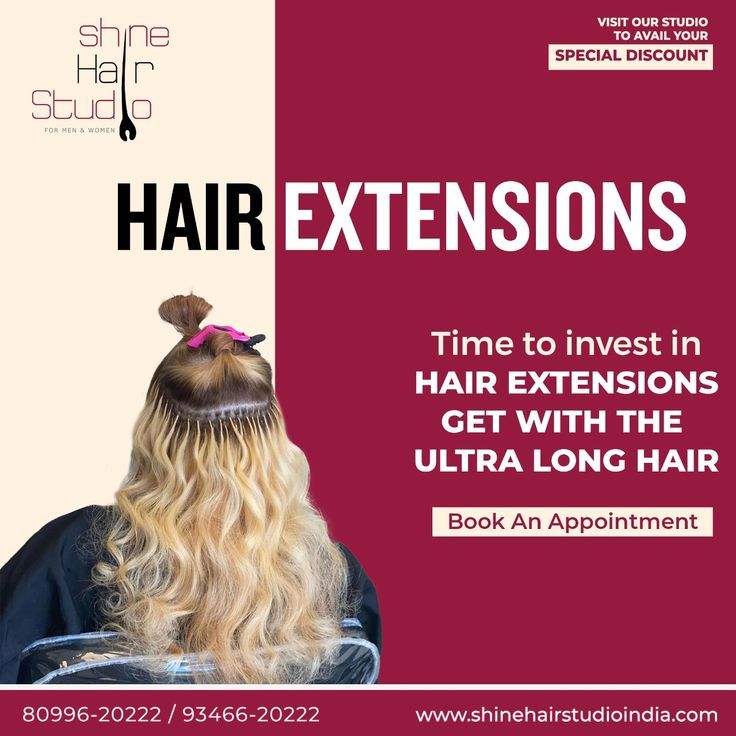 shine
Hair
Studio
FOR MEN & WOMEN
VISIT OUR STUDIO
TO AVAIL YOUR
SPECIAL DISCOUNT
HAIR EXTENSIONS
Time to invest in
HAIR EXTENSIONS
GET WITH THE
ULTRA LONG HAIR
Book An Appointment
80996-20222 / 93466-20222
www.shinehairstudioindia.com